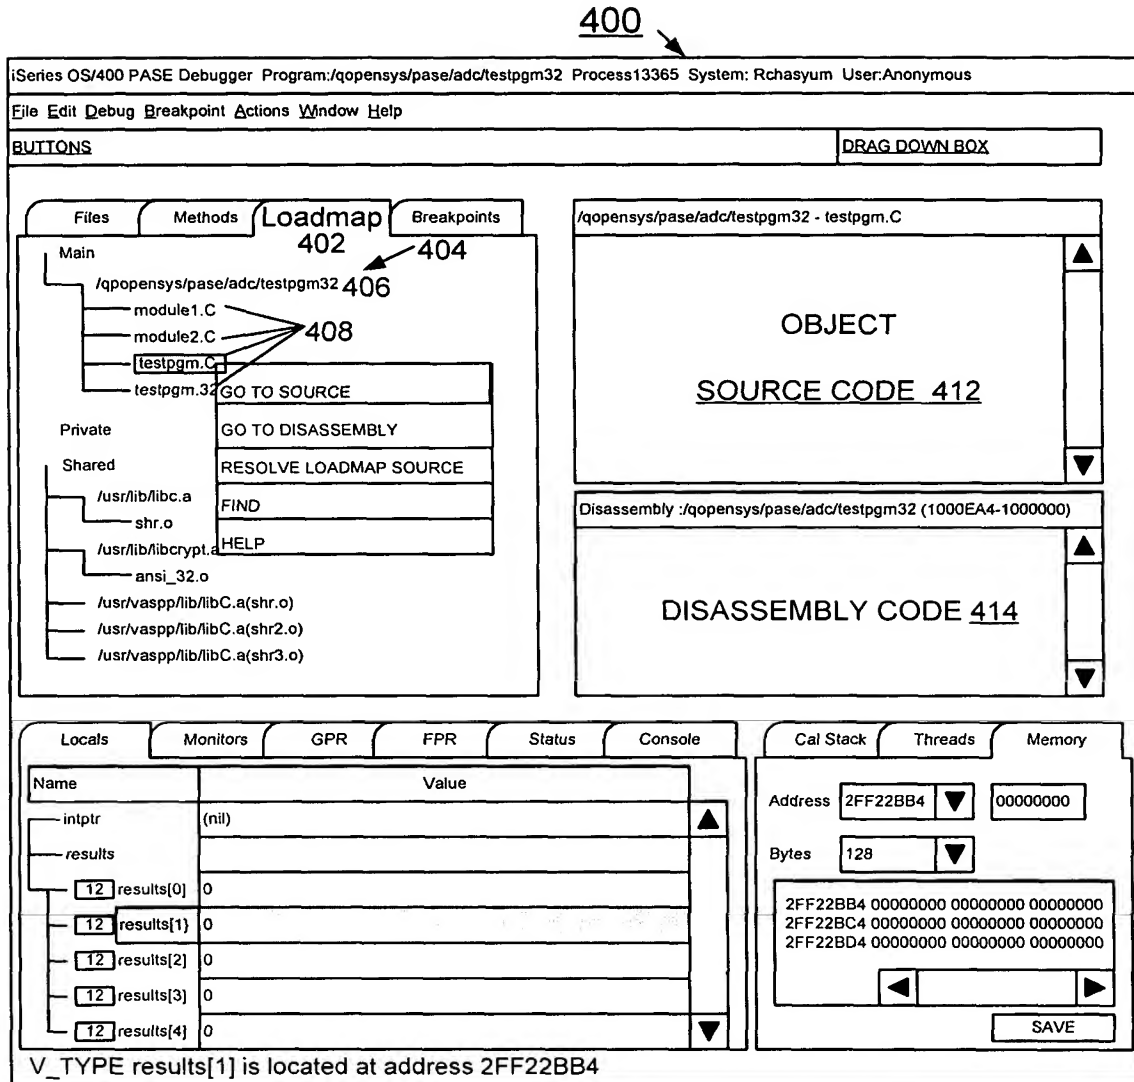 400
iSeries OS/400 PASE Debugger Program:/qopensys/pase/adc/testpgm32 Process13365 System: Rchasyum User:Anonymous
File Edit Debug Breakpoint Actions Window Help
BUTTONS
DRAG DOWN BOX
Files
Methods
Loadmap
Breakpoints
402
404
Main
/qpopensys/pase/adc/testpgm32 406
module1.C
module2.C
408
testpgm.C
testpgm.32
GO TO SOURCE
GO TO DISASSEMBLY
RESOLVE LOADMAP SOURCE
FIND
HELP
Private
Shared
/usr/lib/libc.a
shr.o
/usr/lib/libcrypt.a
ansi_32.o
/usr/vaspp/lib/libC.a(shr.o)
/usr/vaspp/lib/libC.a(shr2.o)
/usr/vaspp/lib/libC.a(shr3.o)
/qopensys/pase/adc/testpgm32 - testpgm.C
OBJECT
SOURCE CODE 412
Disassembly :/qopensys/pase/adc/testpgm32 (1000EA4-1000000)
DISASSEMBLY CODE 414
Locals
Monitors
GPR
FPR
Status
Console
Name
Value
intptr
(nil)
results
12 results[0] 0
12 results[1} 0
12 results[2] 0
12 results[3] 0
12 results[4] 0
Cal Stack
Threads
Memory
Address 2FF22BB4 00000000
Bytes 128
2FF22BB4 00000000 00000000 00000000
2FF22BC4 00000000 00000000 00000000
2FF22BD4 00000000 00000000 00000000
SAVE
V_TYPE results[1] is located at address 2FF22BB4